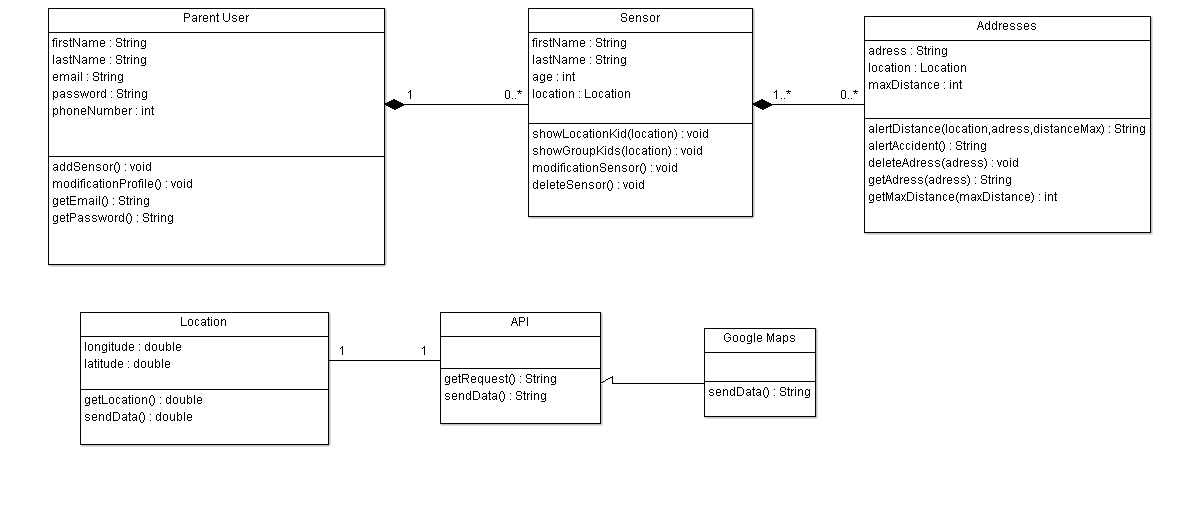 Parent User
firstName : String
lastName : String
email : String
password : String
phoneNumber : int
addSensor() : void
modificationProfile() : void
getEmail() : String
getPassword() : String
1
0..*
Sensor
firstName : String
lastName : String
age : int
location : Location
showLocationKid(location) : void
showGroupKids(location) : void
modificationSensor() : void
deleteSensor() : void
1..*
0..*
Addresses
adress : String
location : Location
maxDistance : int
alertDistance(location,adress,distanceMax) : String
alertAccident() : String
deleteAdress(adress) : void
getAdress(adress) : String
getMaxDistance(maxDistance) : int
Location
longitude : double
latitude : double
getLocation() : double
sendData() : double
1
1
API
getRequest() : String
sendData() : String
Google Maps
sendData() : String